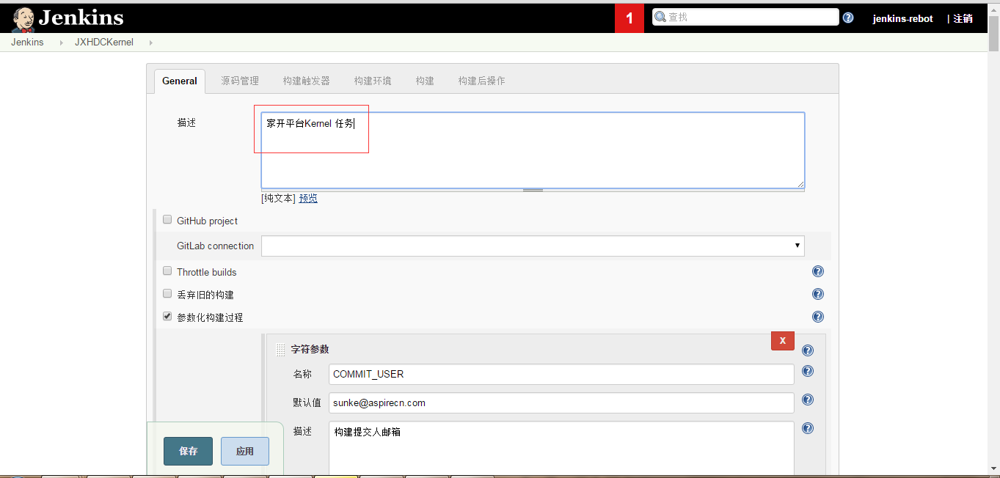 Jenkins
1
查找
jenkins-rebot
| 注销
Jenkins
JXHDCKernel
General
源码管理
构建触发器
构建环境
构建
构建后操作
描述
家开平台Kernel 任务
[纯文本] 预览
GitHub project
GitLab connection
Throttle builds
丢弃旧的构建
参数化构建过程
X
字符参数
名称
COMMIT_USER
默认值
sunke@aspirecn.com
描述
构建提交人邮箱
保存
应用